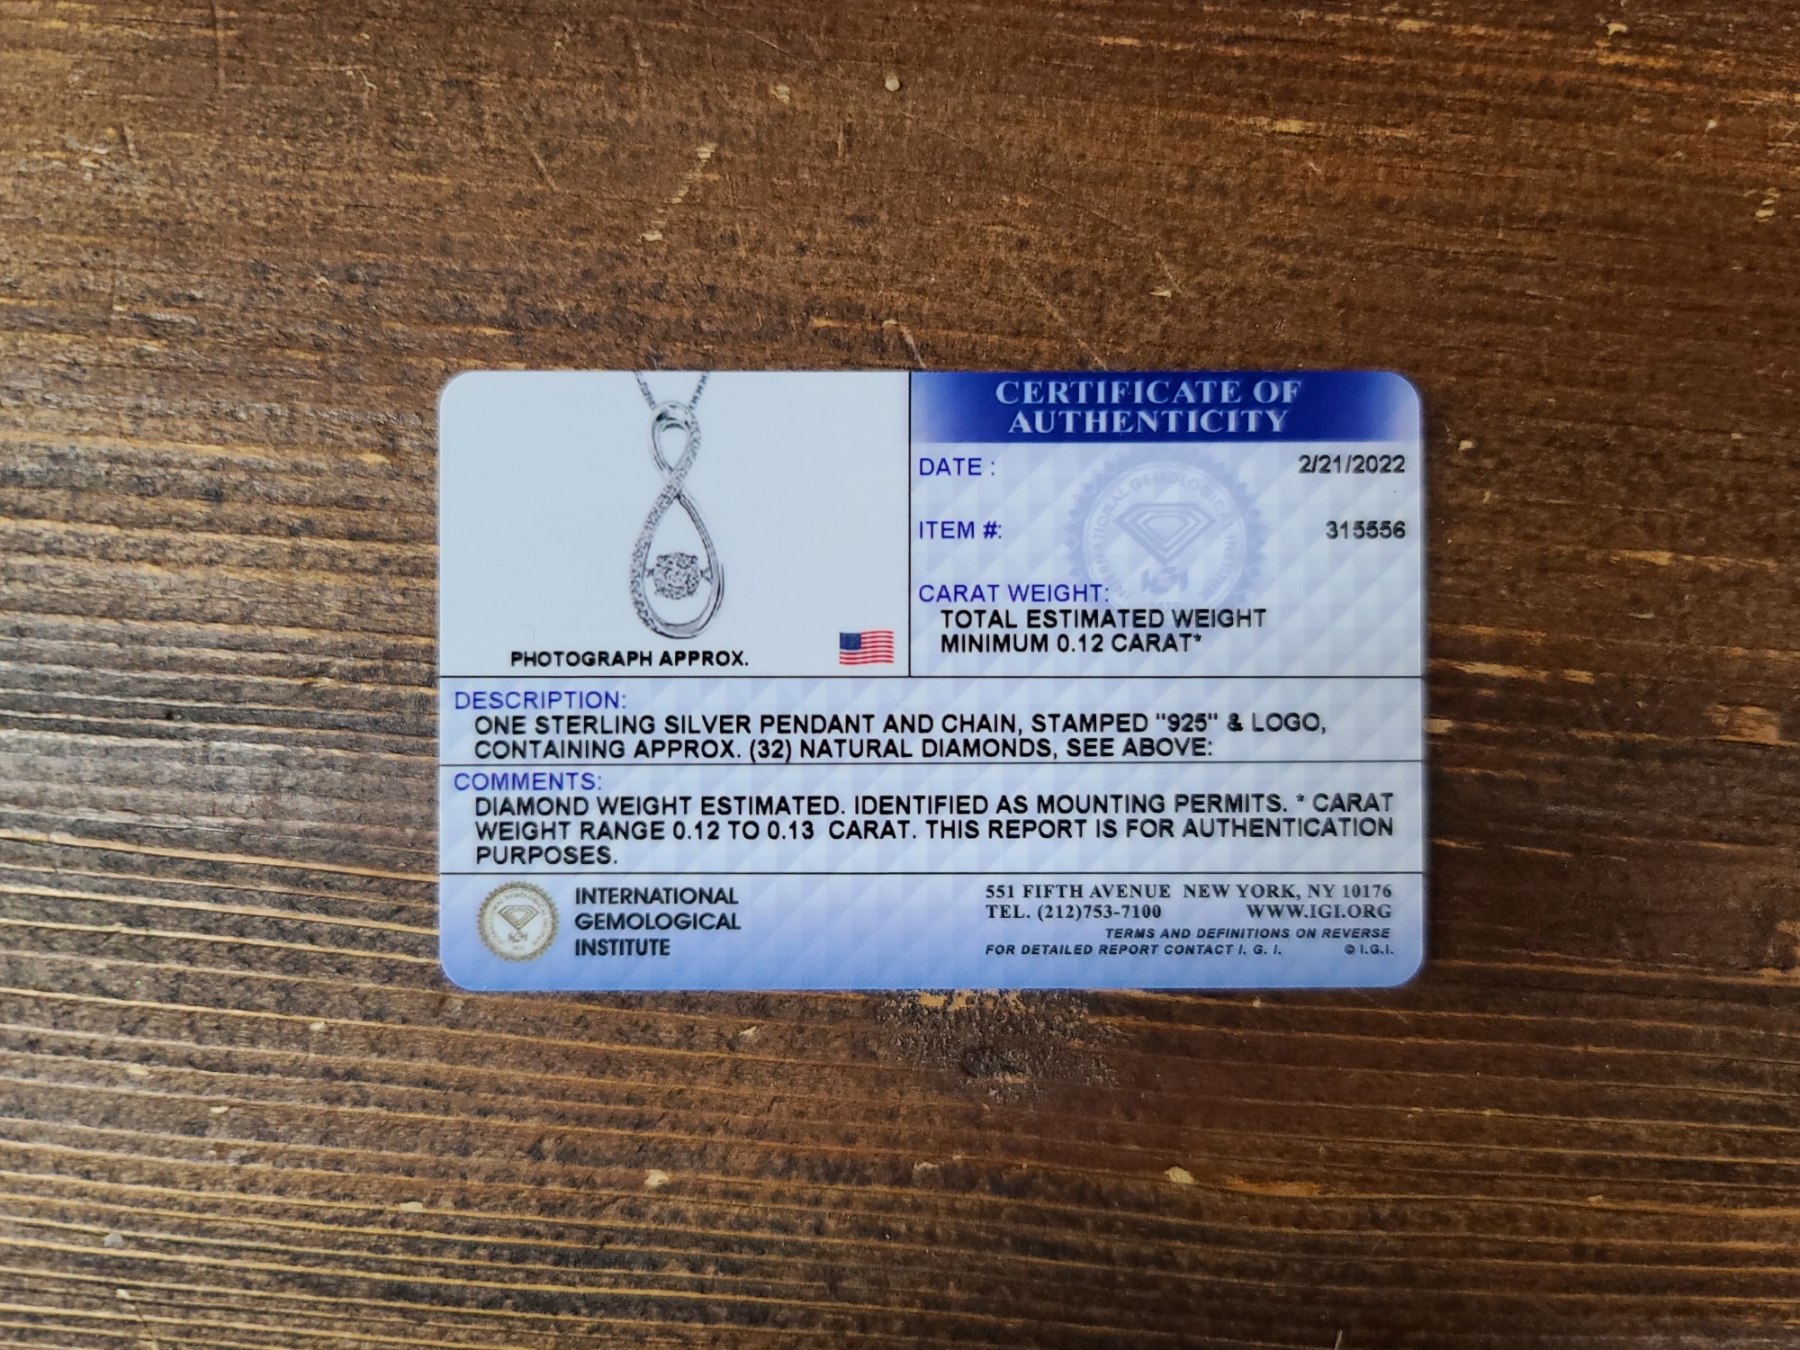 CERTIFICATE OF
AUTHENTICITY
DATE : 2/21/2022
ITEM #: 315556
CARAT WEIGHT:
TOTAL ESTIMATED WEIGHT
MINIMUM 0.12 CARAT*
PHOTOGRAPH APPROX.
DESCRIPTION:
ONE STERLING SILVER PENDANT AND CHAIN, STAMPED "925" & LOGO,
CONTAINING APPROX. (32) NATURAL DIAMONDS, SEE ABOVE:
COMMENTS:
DIAMOND WEIGHT ESTIMATED. IDENTIFIED AS MOUNTING PERMITS. * CARAT
WEIGHT RANGE 0.12 TO 0.13 CARAT. THIS REPORT IS FOR AUTHENTICATION
PURPOSES.
INTERNATIONAL
GEMOLOGICAL
INSTITUTE
551 FIFTH AVENUE NEW YORK, NY 10176
TEL. (212)753-7100 WWW.IGI.ORG
TERMS AND DEFINITIONS ON REVERSE
FOR DETAILED REPORT CONTACT I. G. I. © I.G.I.